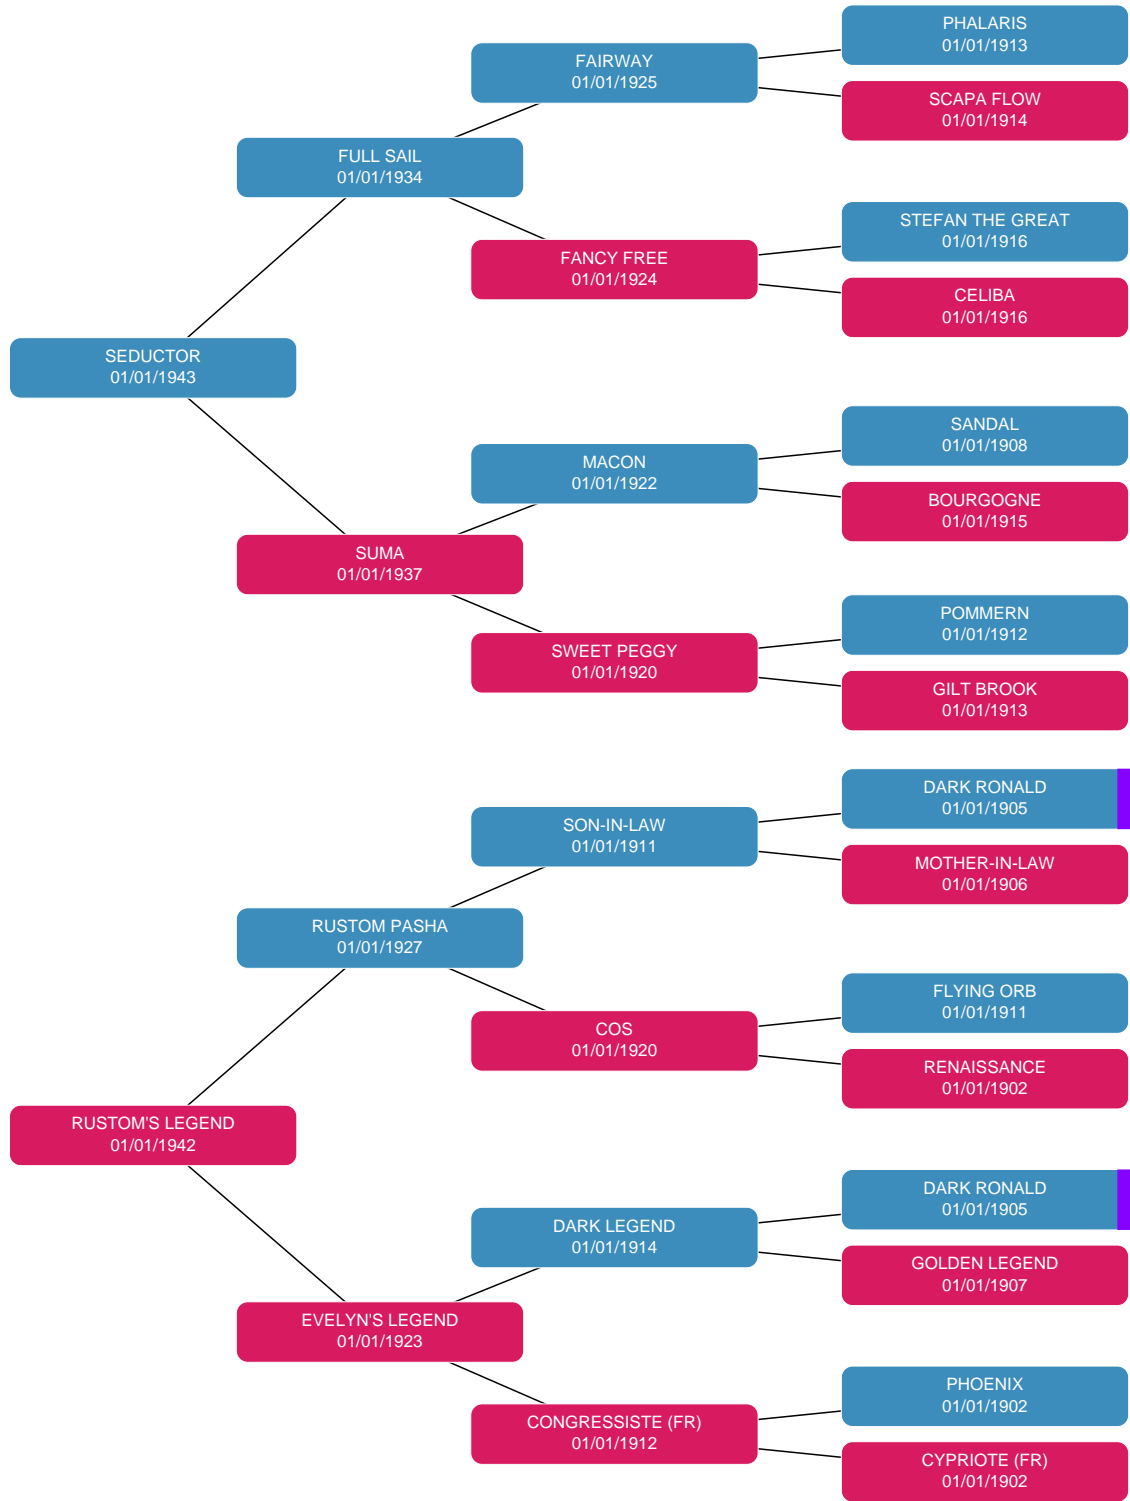 PHALARIS
01/01/1913
FAIRWAY
01/01/1925
SCAPA FLOW
01/01/1914
FULL SAIL
01/01/1934
STEFAN THE GREAT
01/01/1916
FANCY FREE
01/01/1924
CELIBA
01/01/1916
SEDUCTOR
01/01/1943
SANDAL
01/01/1908
MACON
01/01/1922
BOURGOGNE
01/01/1915
SUMA
01/01/1937
POMMERN
01/01/1912
SWEET PEGGY
01/01/1920
GILT BROOK
01/01/1913
DARK RONALD
01/01/1905
SON-IN-LAW
01/01/1911
MOTHER-IN-LAW
01/01/1906
RUSTOM PASHA
01/01/1927
FLYING ORB
01/01/1911
COS
01/01/1920
RENAISSANCE
01/01/1902
RUSTOM'S LEGEND
01/01/1942
DARK RONALD
01/01/1905
DARK LEGEND
01/01/1914
GOLDEN LEGEND
01/01/1907
EVELYN'S LEGEND
01/01/1923
PHOENIX
01/01/1902
CONGRESSISTE (FR)
01/01/1912
CYPRIOTE (FR)
01/01/1902